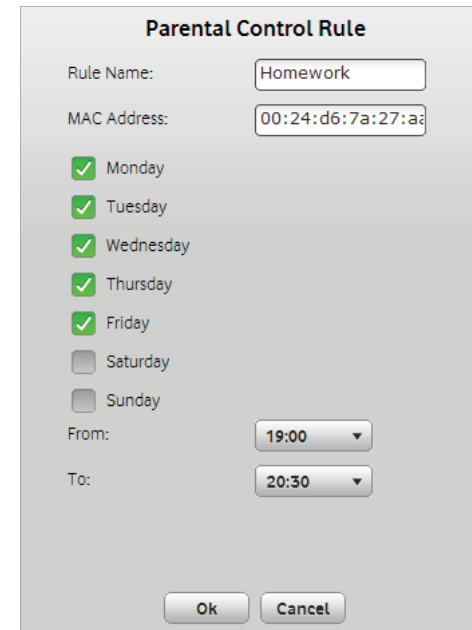 Parental Control Rule
Rule Name: Homework
MAC Address: 00:24:d6:7a:27:aa
Monday
Tuesday
Wednesday
Thursday
Friday
Saturday
Sunday
From: 19:00
To: 20:30
Ok Cancel